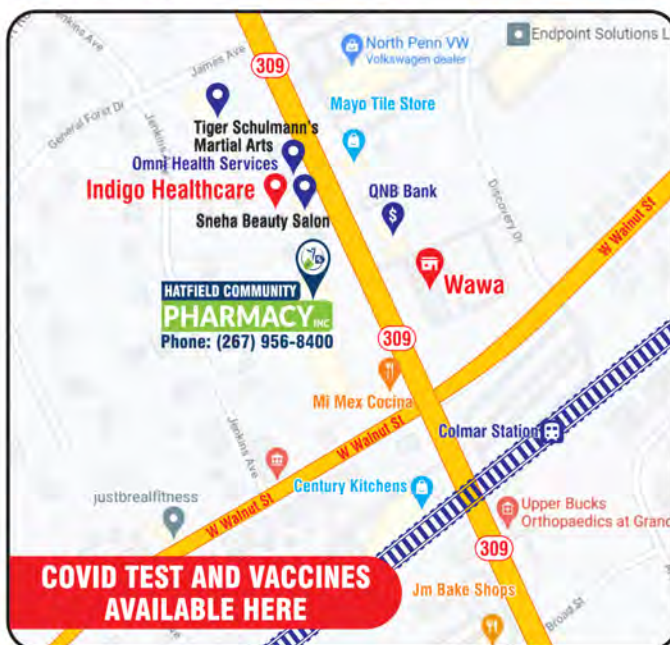 Jenkins Ave
James Ave
309
North Penn VW
Volkswagen dealer
Endpoint Solutions L
General Forst Dr
Jenkins
Mayo Tile Store
Tiger Schulmann's
Martial Arts
Omni Health Services
Indigo Healthcare
Sneha Beauty Salon
QNB Bank
Discovery Dr
W Walnut St
Wawa
HATFIELD COMMUNITY
PHARMACY INC
Phone: (267) 956-8400
309
Mi Mex Cocina
W Walnut St
Colmar Station
Jenkins Ave
Century Kitchens
justbrealfitness
W Walnut St
Upper Bucks
Orthopaedics at Grand
309
COVID TEST AND VACCINES
AVAILABLE HERE
Jm Bake Shops
Broad St